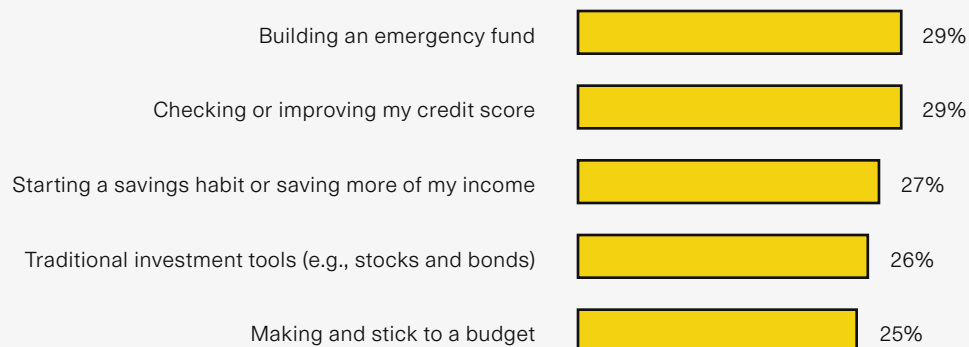 Building an emergency fund 29%
Checking or improving my credit score 29%
Starting a savings habit or saving more of my income 27%
Traditional investment tools (e.g., stocks and bonds) 26%
Making and stick to a budget 25%